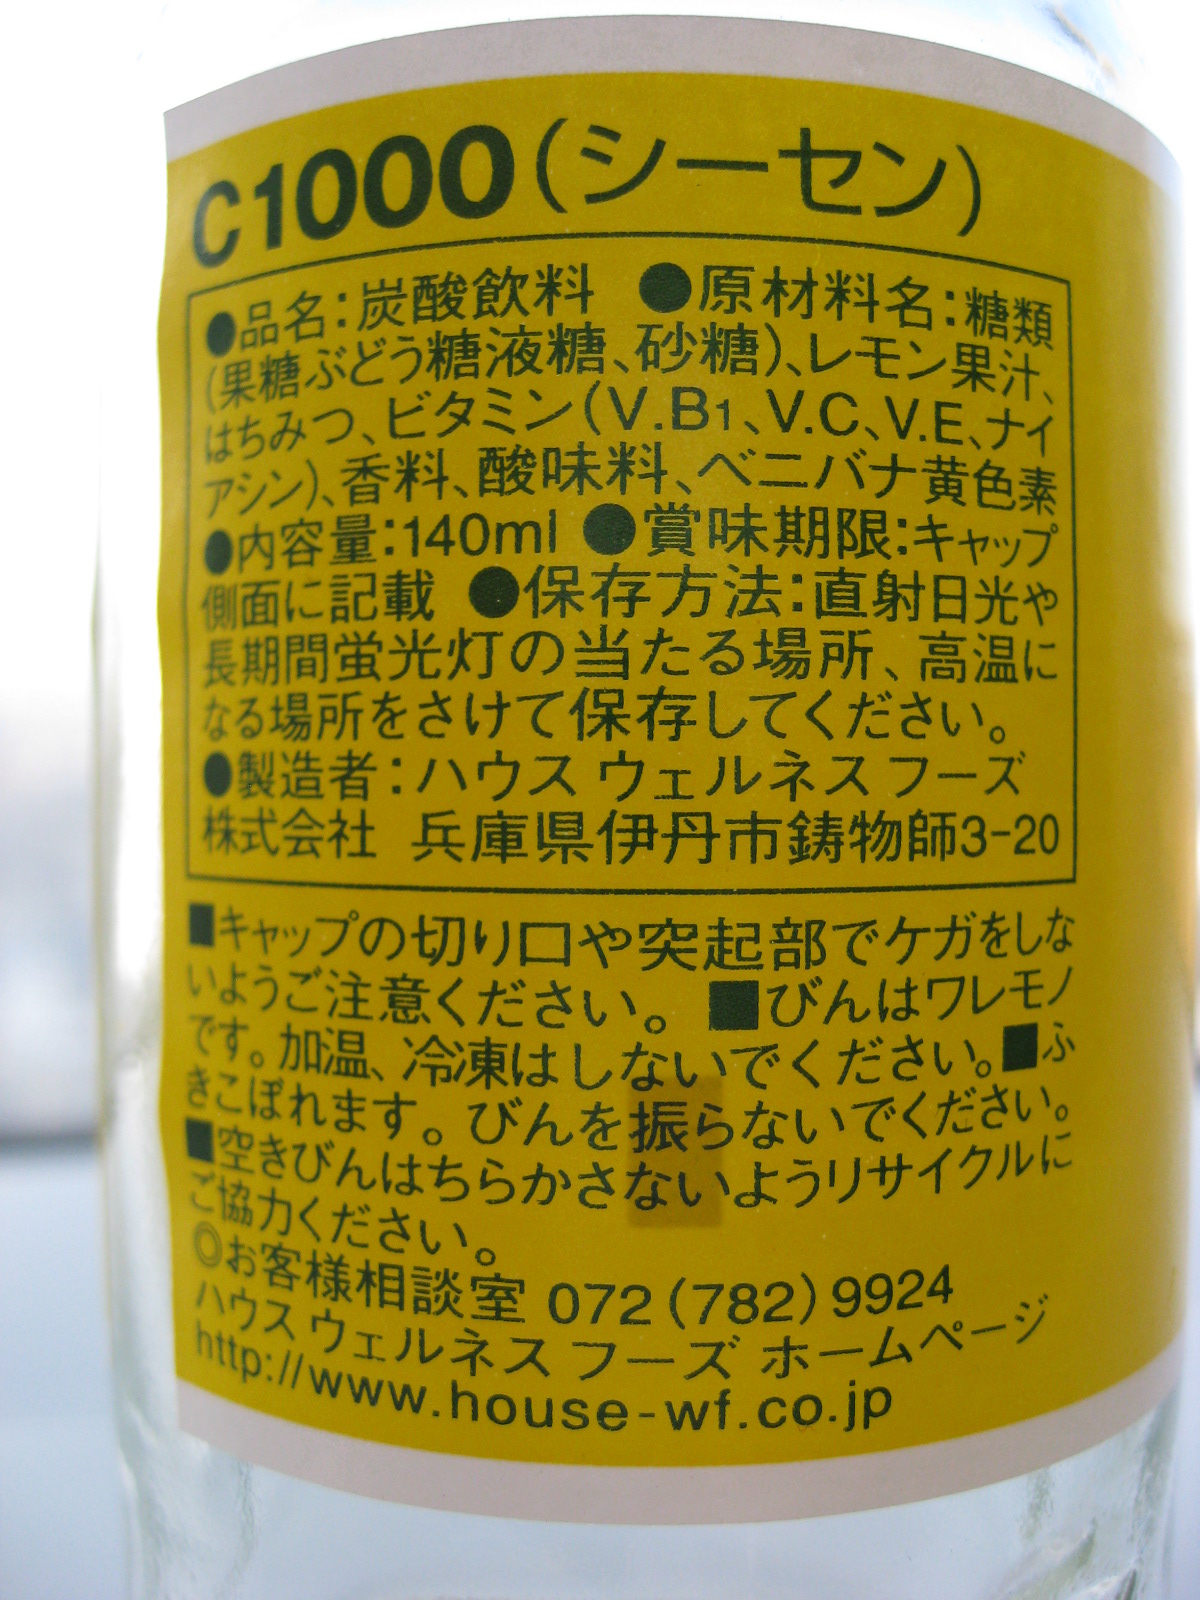 C1000(シーセン)
●品名:炭酸飲料 ●原材料名:糖類
(果糖ぶどう糖液糖、砂糖)、レモン果汁、
はちみつ、ビタミン(V.B1、V.C、V.E、ナイ
アシン)、香料、酸味料、ベニバナ黄色素
●内容量:140ml ●賞味期限:キャップ
側面に記載 ●保存方法:直射日光や
長期間蛍光灯の当たる場所、高温に
なる場所をさけて保存してください。
●製造者:ハウス ウェルネス フーズ
株式会社 兵庫県伊丹市鋳物師3-20
■キャップの切り口や突起部でケガをしな
いようご注意ください。■びんはワレモノ
です。加温、冷凍はしないでください。■ふ
きこぼれます。びんを振らないでください。
■空きびんはちらかさないようリサイクルに
ご協力ください。
◎お客様相談室 072(782)9924
ハウス ウェルネス フーズ ホームページ
http://www.house-wf.co.jp